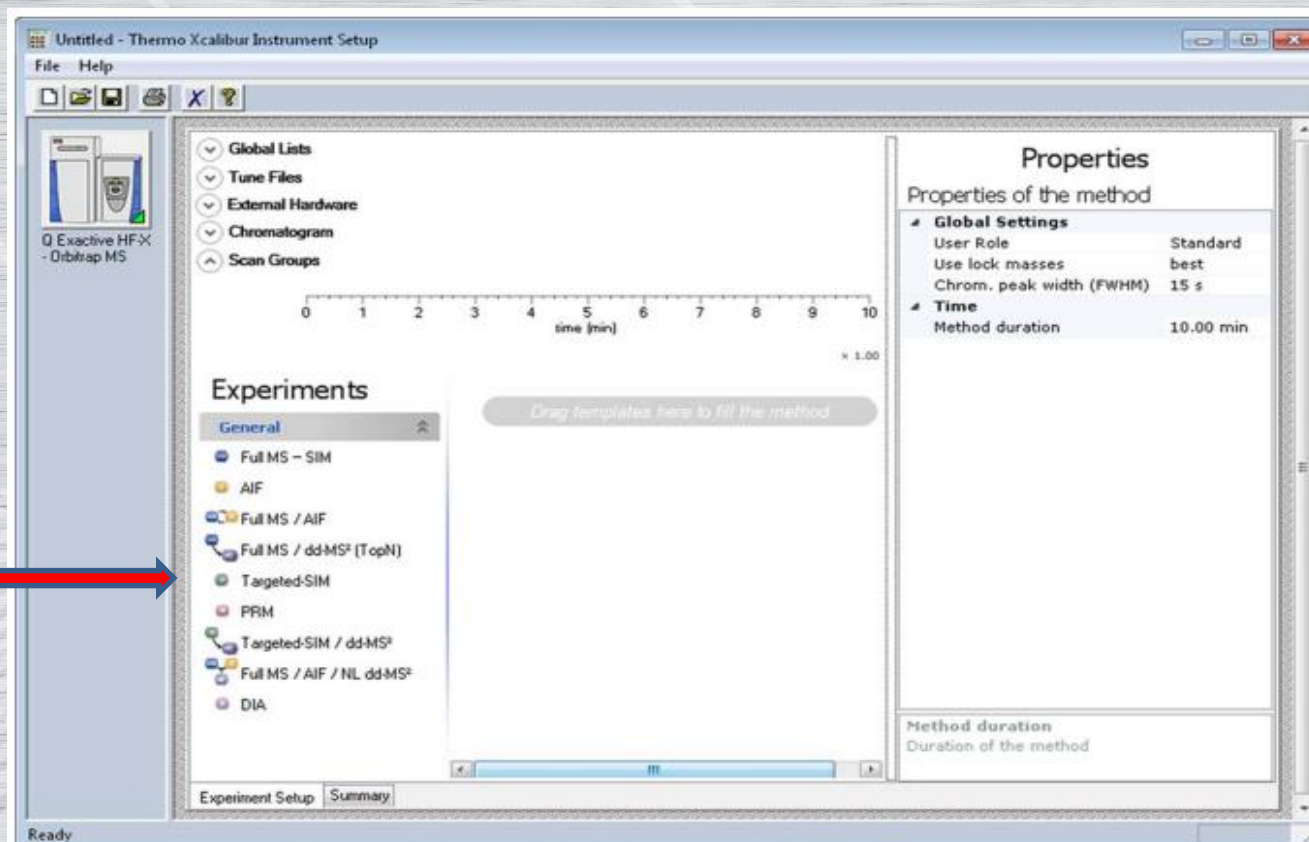 Untitled - Thermo Xcalibur Instrument Setup
File Help
X ?
Q Exactive HF-X
- Orbitrap MS
Global Lists
Tune Files
External Hardware
Chromatogram
Scan Groups
0 1 2 3 4 5 6 7 8 9 10
time [min]
× 1.00
Experiments
General
Full MS – SIM
AIF
Full MS / AIF
Full MS / dd-MS² (TopN)
Targeted-SIM
PRM
Targeted-SIM / dd-MS²
Full MS / AIF / NL dd-MS²
DIA
Drag templates here to fill the method
Experiment Setup Summary
Properties
Properties of the method
Global Settings
User Role Standard
Use lock masses best
Chrom. peak width (FWHM) 15 s
Time
Method duration 10.00 min
Method duration
Duration of the method
Ready